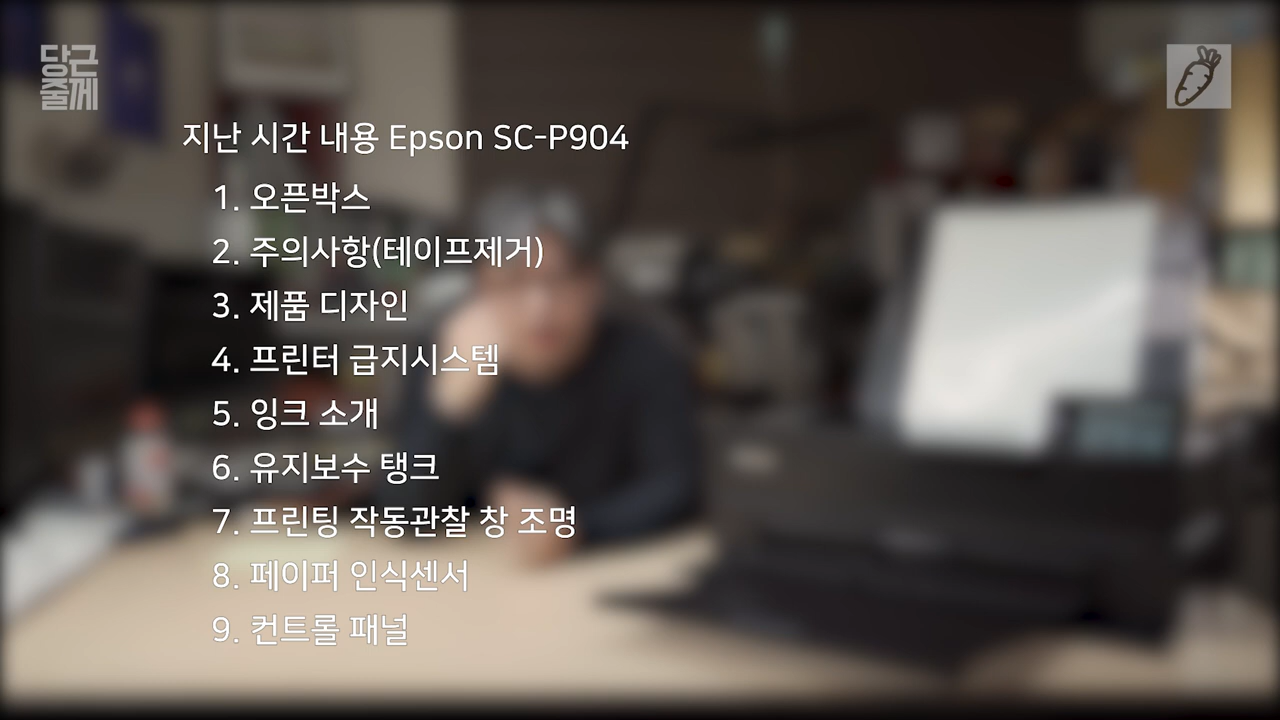 당근
줄께
지난 시간 내용 Epson SC-P904
1. 오픈박스
2. 주의사항(테이프제거)
3. 제품 디자인
4. 프린터 급지시스템
5. 잉크 소개
6. 유지보수 탱크
7. 프린팅 작동관찰 창 조명
8. 페이퍼 인식센서
9. 컨트롤 패널